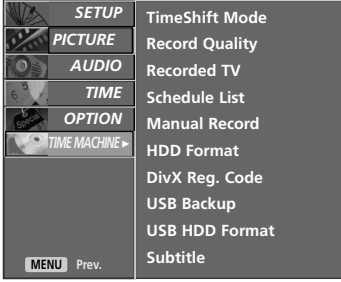 SETUP
PICTURE
AUDIO
TIME
OPTION
Special
TIME MACHINE ►
MENU Prev.
TimeShift Mode
Record Quality
Recorded TV
Schedule List
Manual Record
HDD Format
DivX Reg. Code
USB Backup
USB HDD Format
Subtitle